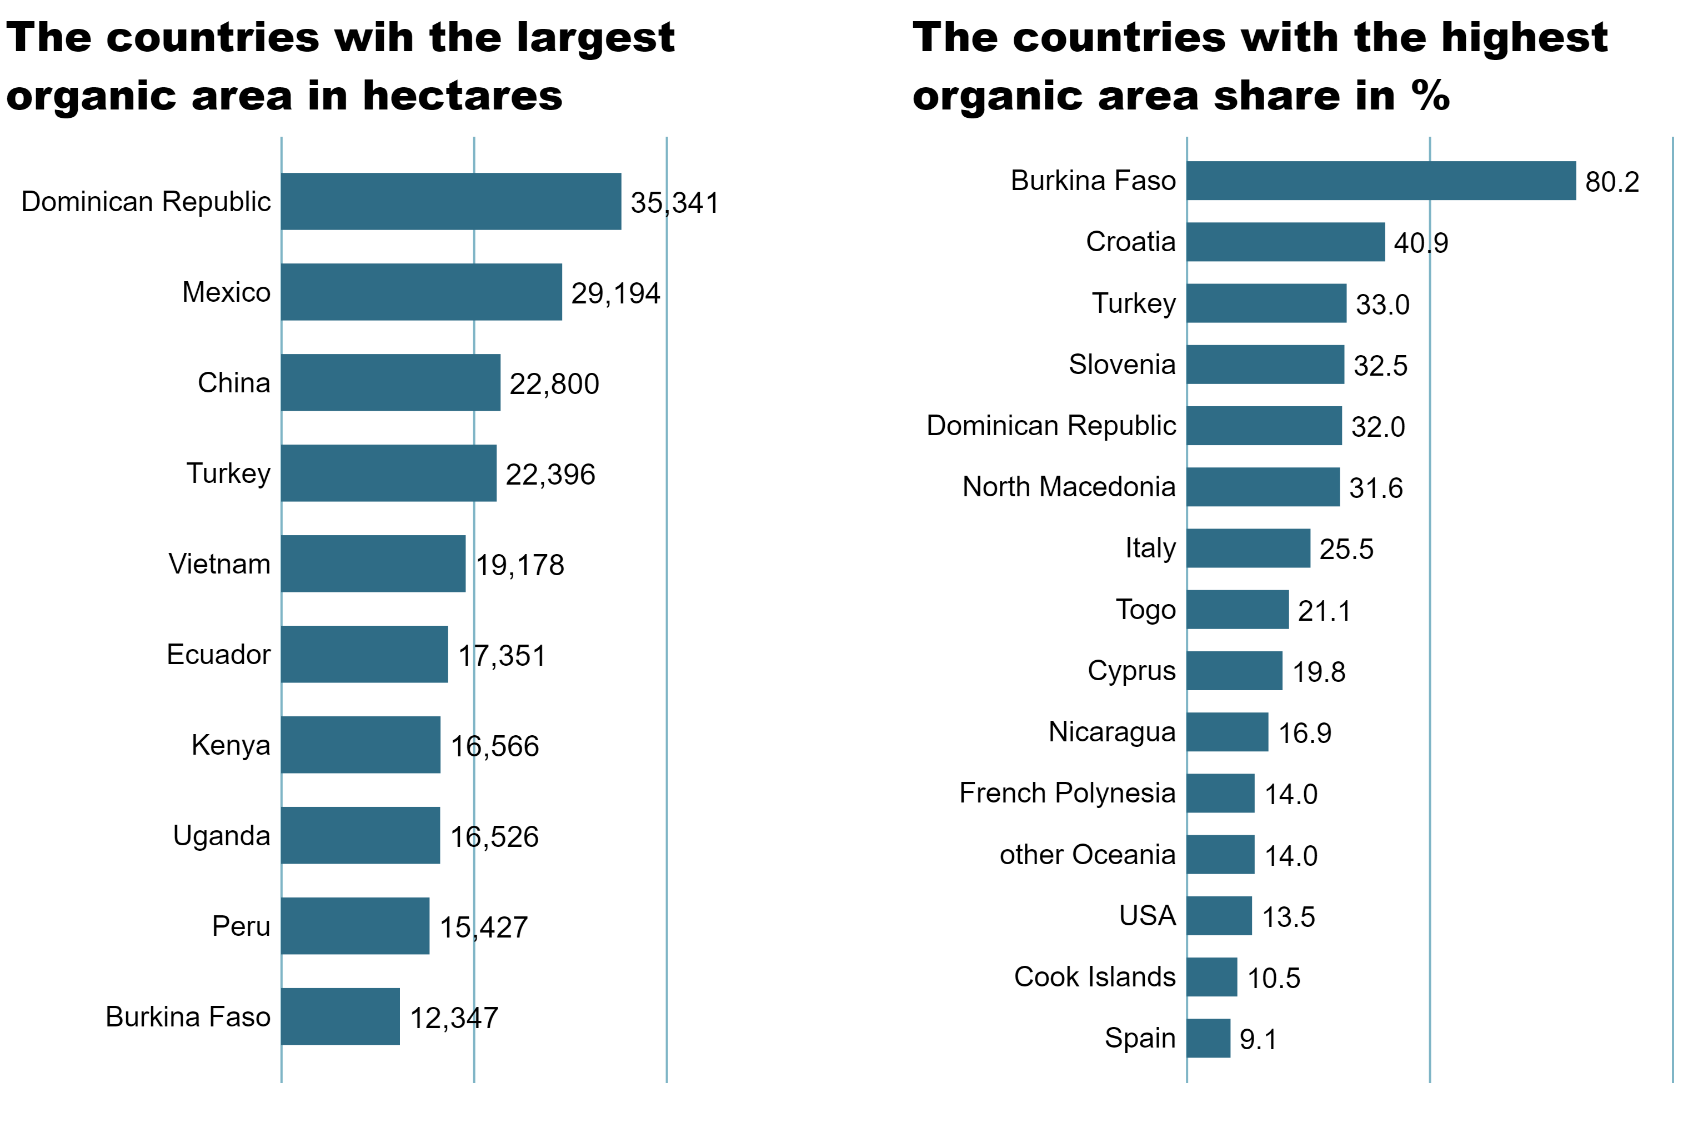 The countries wih the largest
organic area in hectares
Dominican Republic 35,341
Mexico 29,194
China 22,800
Turkey 22,396
Vietnam 19,178
Ecuador 17,351
Kenya 16,566
Uganda 16,526
Peru 15,427
Burkina Faso 12,347
The countries with the highest
organic area share in %
Burkina Faso 80.2
Croatia 40.9
Turkey 33.0
Slovenia 32.5
Dominican Republic 32.0
North Macedonia 31.6
Italy 25.5
Togo 21.1
Cyprus 19.8
Nicaragua 16.9
French Polynesia 14.0
other Oceania 14.0
USA 13.5
Cook Islands 10.5
Spain 9.1